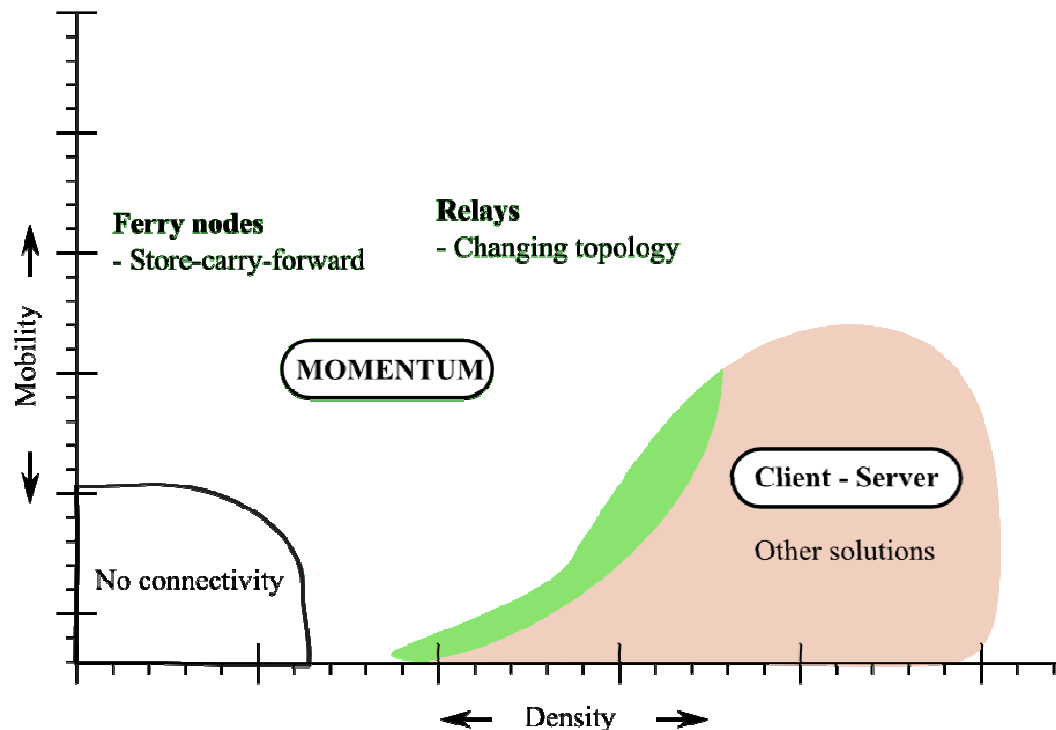 Ferry nodes
- Store-carry-forward
Relays
- Changing topology
Mobility
MOMENTUM
Client - Server
Other solutions
No connectivity
Density